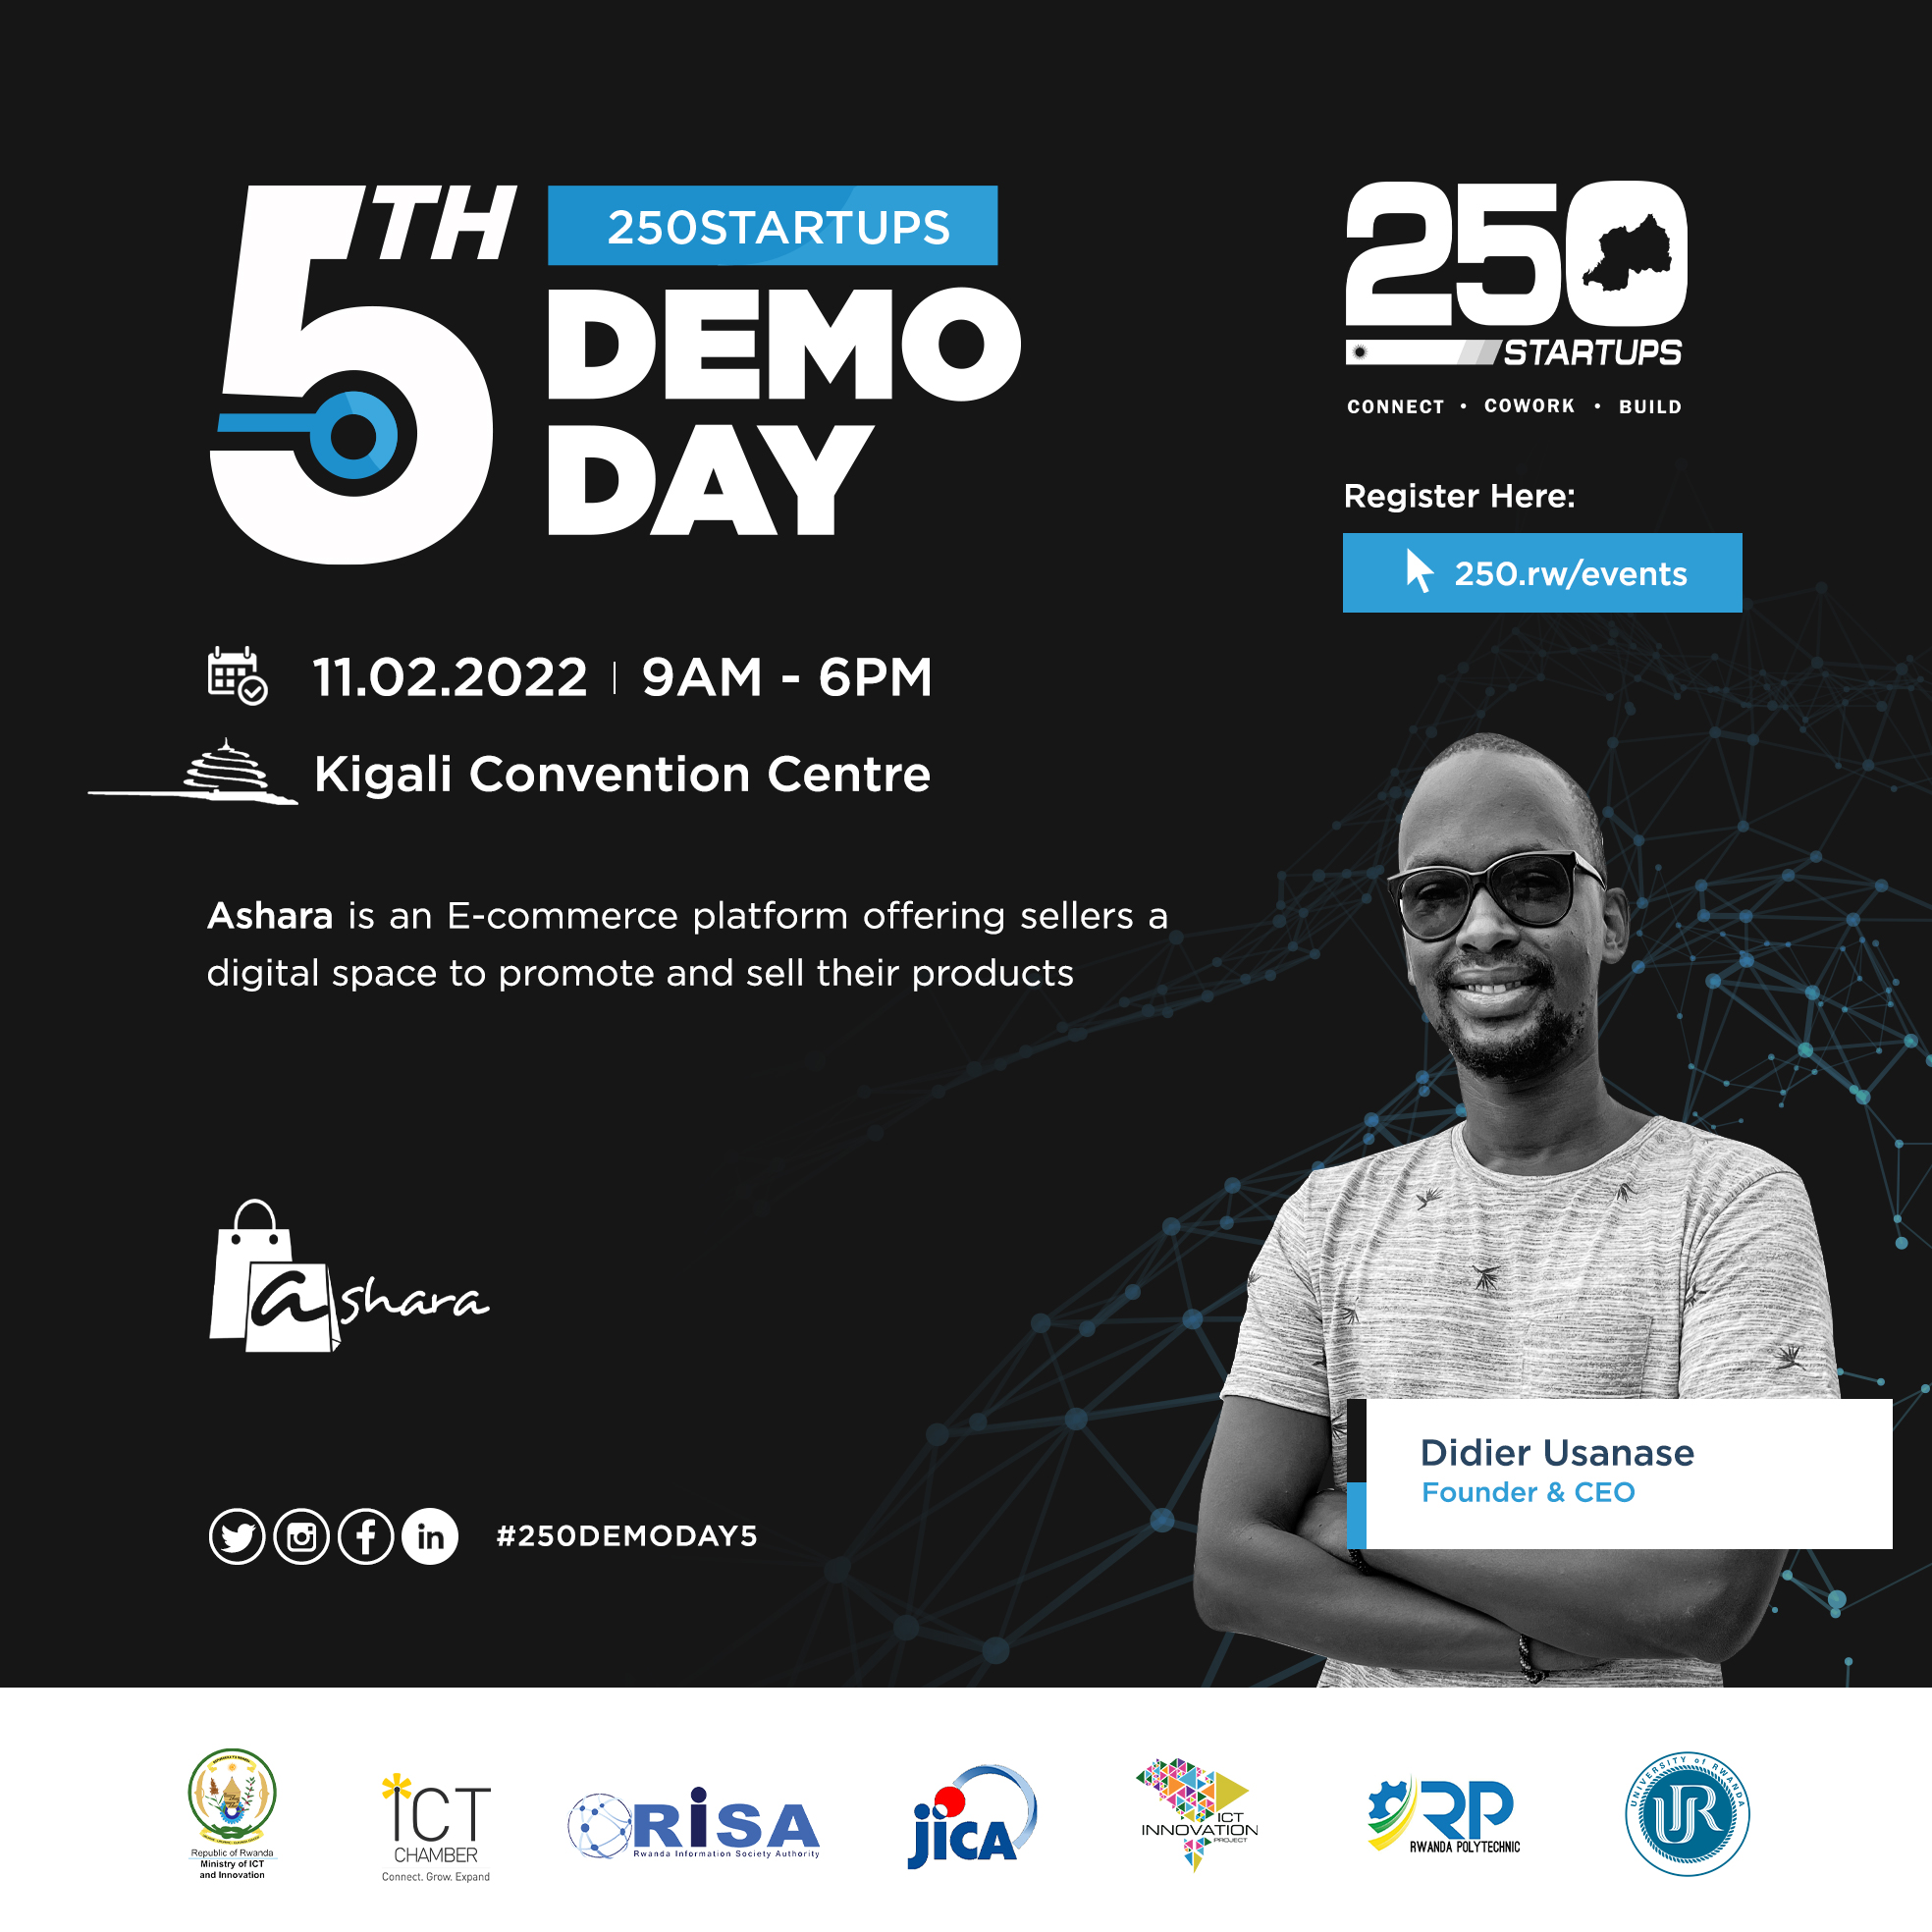 5TH
250STARTUPS
DEMO
DAY
250
STARTUPS
CONNECT • COWORK • BUILD
Register Here:
250.rw/events
11.02.2022 | 9AM - 6PM
Kigali Convention Centre
Ashara is an E-commerce platform offering sellers a
digital space to promote and sell their products
ashara
Didier Usanase
Founder & CEO
#250DEMODAY5
Republic of Rwanda
Ministry of ICT
and Innovation
ICT
CHAMBER
Connect. Grow. Expand
RISA
Rwanda Information Society Authority
jICA
ICT
INNOVATION
PROJECT
RP
RWANDA POLYTECHNIC
UNIVERSITY of RWANDA
UR